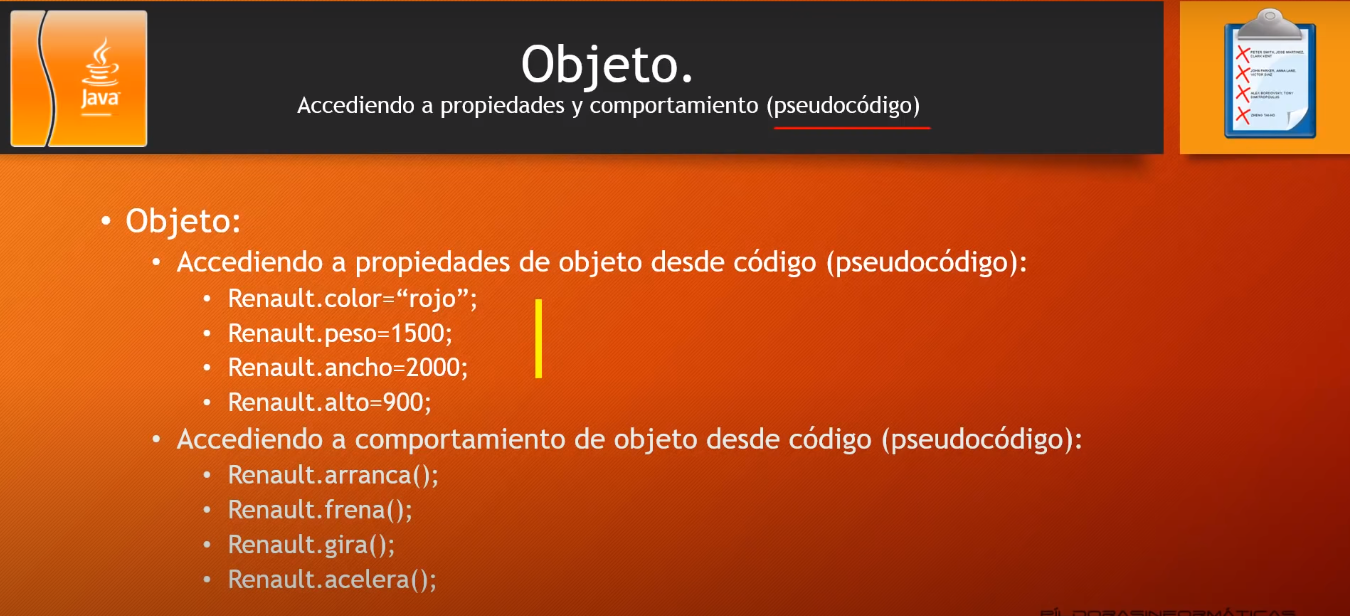 Java
Objeto.
Accediendo a propiedades y comportamiento (pseudocódigo)
• Objeto:
• Accediendo a propiedades de objeto desde código (pseudocódigo):
• Renault.color=“rojo”;
• Renault.peso=1500;
• Renault.ancho=2000;
• Renault.alto=900;
• Accediendo a comportamiento de objeto desde código (pseudocódigo):
• Renault.arranca();
• Renault.frena();
• Renault.gira();
• Renault.acelera();